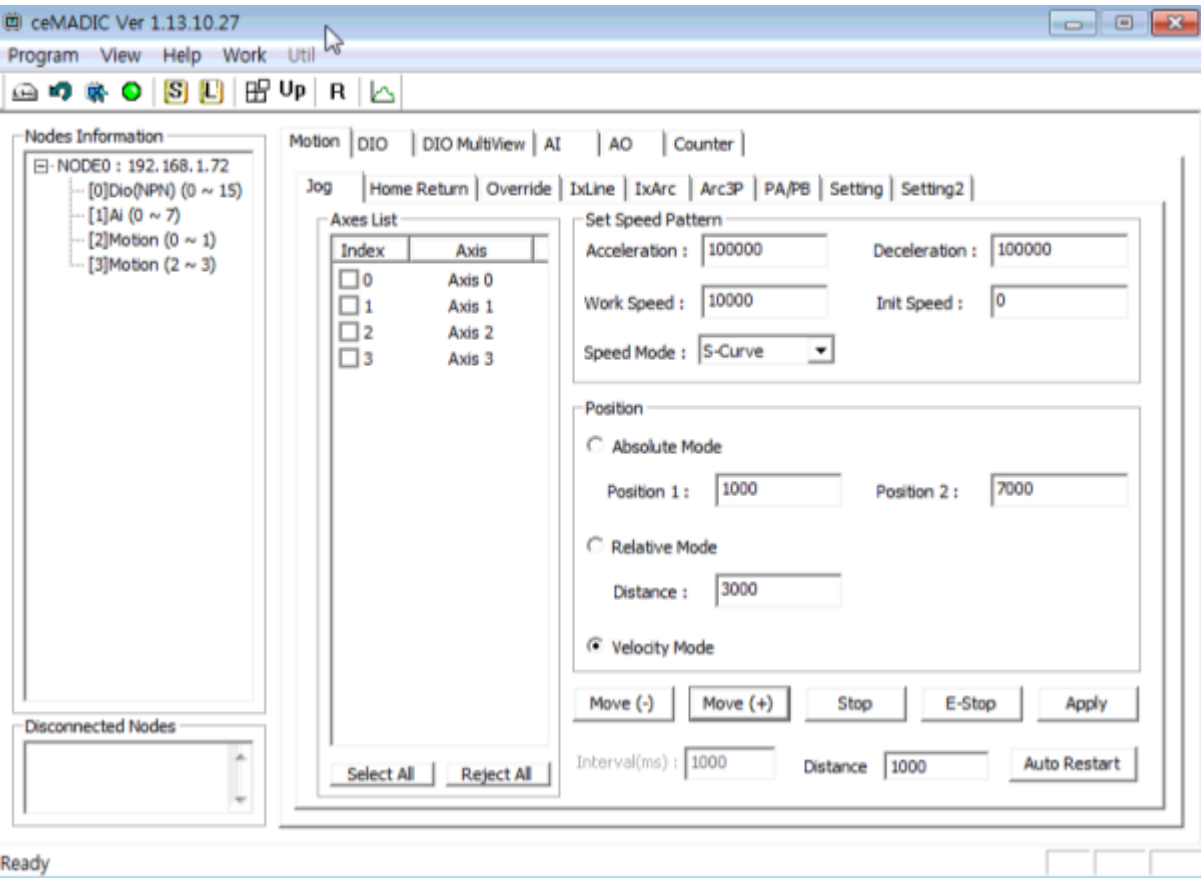 ceMADIC Ver 1.13.10.27
Program View Help Work Util
S L Up R
Nodes Information
NODE0 : 192.168.1.72
[0]Dio(NPN) (0 ~ 15)
[1]Ai (0 ~ 7)
[2]Motion (0 ~ 1)
[3]Motion (2 ~ 3)
Disconnected Nodes
Motion DIO DIO MultiView AI AO Counter
Jog Home Return Override IxLine IxArc Arc3P PA/PB Setting Setting2
Axes List
Index Axis
0 Axis 0
1 Axis 1
2 Axis 2
3 Axis 3
Select All Reject All
Set Speed Pattern
Acceleration : 100000 Deceleration : 100000
Work Speed : 10000 Init Speed : 0
Speed Mode : S-Curve
Position
Absolute Mode
Position 1 : 1000 Position 2 : 7000
Relative Mode
Distance : 3000
Velocity Mode
Move (-) Move (+) Stop E-Stop Apply
Interval(ms) : 1000 Distance 1000 Auto Restart
Ready